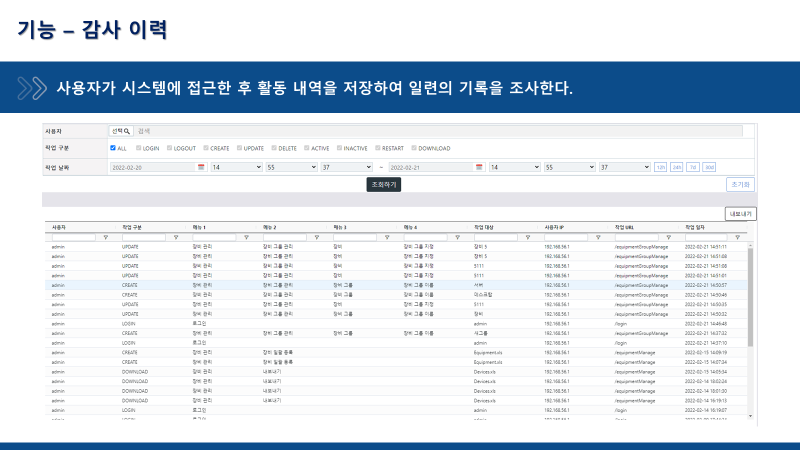 기능 – 감사 이력
사용자가 시스템에 접근한 후 활동 내역을 저장하여 일련의 기록을 조사한다.
사용자 선택 검색
작업 구분 ALL LOGIN LOGOUT CREATE UPDATE DELETE ACTIVE INACTIVE RESTART DOWNLOAD
작업 날짜 2022-02-20 14 55 37 ~ 2022-02-21 14 55 37 12h 24h 7d 30d
조회하기 초기화
내보내기
사용자 작업 구분 메뉴 1 메뉴 2 메뉴 3 메뉴 4 작업 대상 사용자 IP 작업 URL 작업 일자
admin UPDATE 장비 관리 장비 그룹 관리 장비 장비 그룹 지정 장비 5 192.168.56.1 /equipmentGroupManage 2022-02-21 14:51:11
admin UPDATE 장비 관리 장비 그룹 관리 장비 장비 그룹 지정 장비 5 192.168.56.1 /equipmentGroupManage 2022-02-21 14:51:08
admin UPDATE 장비 관리 장비 그룹 관리 장비 장비 그룹 지정 5111 192.168.56.1 /equipmentGroupManage 2022-02-21 14:51:08
admin UPDATE 장비 관리 장비 그룹 관리 장비 장비 그룹 지정 5111 192.168.56.1 /equipmentGroupManage 2022-02-21 14:51:01
admin CREATE 장비 관리 장비 그룹 관리 장비 그룹 장비 그룹 이름 서버 192.168.56.1 /equipmentGroupManage 2022-02-21 14:50:57
admin CREATE 장비 관리 장비 그룹 관리 장비 그룹 장비 그룹 이름 192.168.56.1 /equipmentGroupManage 2022-02-21 14:50:46
admin UPDATE 장비 관리 장비 그룹 관리 장비 장비 그룹 지정 5111 192.168.56.1 /equipmentGroupManage 2022-02-21 14:50:35
admin UPDATE 장비 관리 장비 그룹 관리 장비 그룹 장비 그룹 이름 장비 192.168.56.1 /equipmentGroupManage 2022-02-21 14:50:32
admin LOGIN 로그인 admin 192.168.56.1 /login 2022-02-21 14:46:48
admin CREATE 장비 관리 장비 그룹 관리 장비 그룹 장비 그룹 이름 새그룹 192.168.56.1 /equipmentGroupManage 2022-02-21 14:37:32
admin LOGIN 로그인 admin 192.168.56.1 /login 2022-02-21 14:37:10
admin CREATE 장비 관리 장비 일괄 등록 Equipment.xls 192.168.56.1 /equipmentManage 2022-02-15 14:09:19
admin CREATE 장비 관리 장비 일괄 등록 Equipment.xls 192.168.56.1 /equipmentManage 2022-02-15 14:07:34
admin DOWNLOAD 장비 관리 내보내기 Devices.xls 192.168.56.1 /equipmentManage 2022-02-15 14:05:34
admin DOWNLOAD 장비 관리 내보내기 Devices.xls 192.168.56.1 /equipmentManage 2022-02-14 18:02:24
admin DOWNLOAD 장비 관리 내보내기 Devices.xls 192.168.56.1 /equipmentManage 2022-02-14 18:01:30
admin DOWNLOAD 장비 관리 내보내기 Devices.xls 192.168.56.1 /equipmentManage 2022-02-14 16:19:13
admin LOGIN 로그인 admin 192.168.56.1 /login 2022-02-14 16:19:07